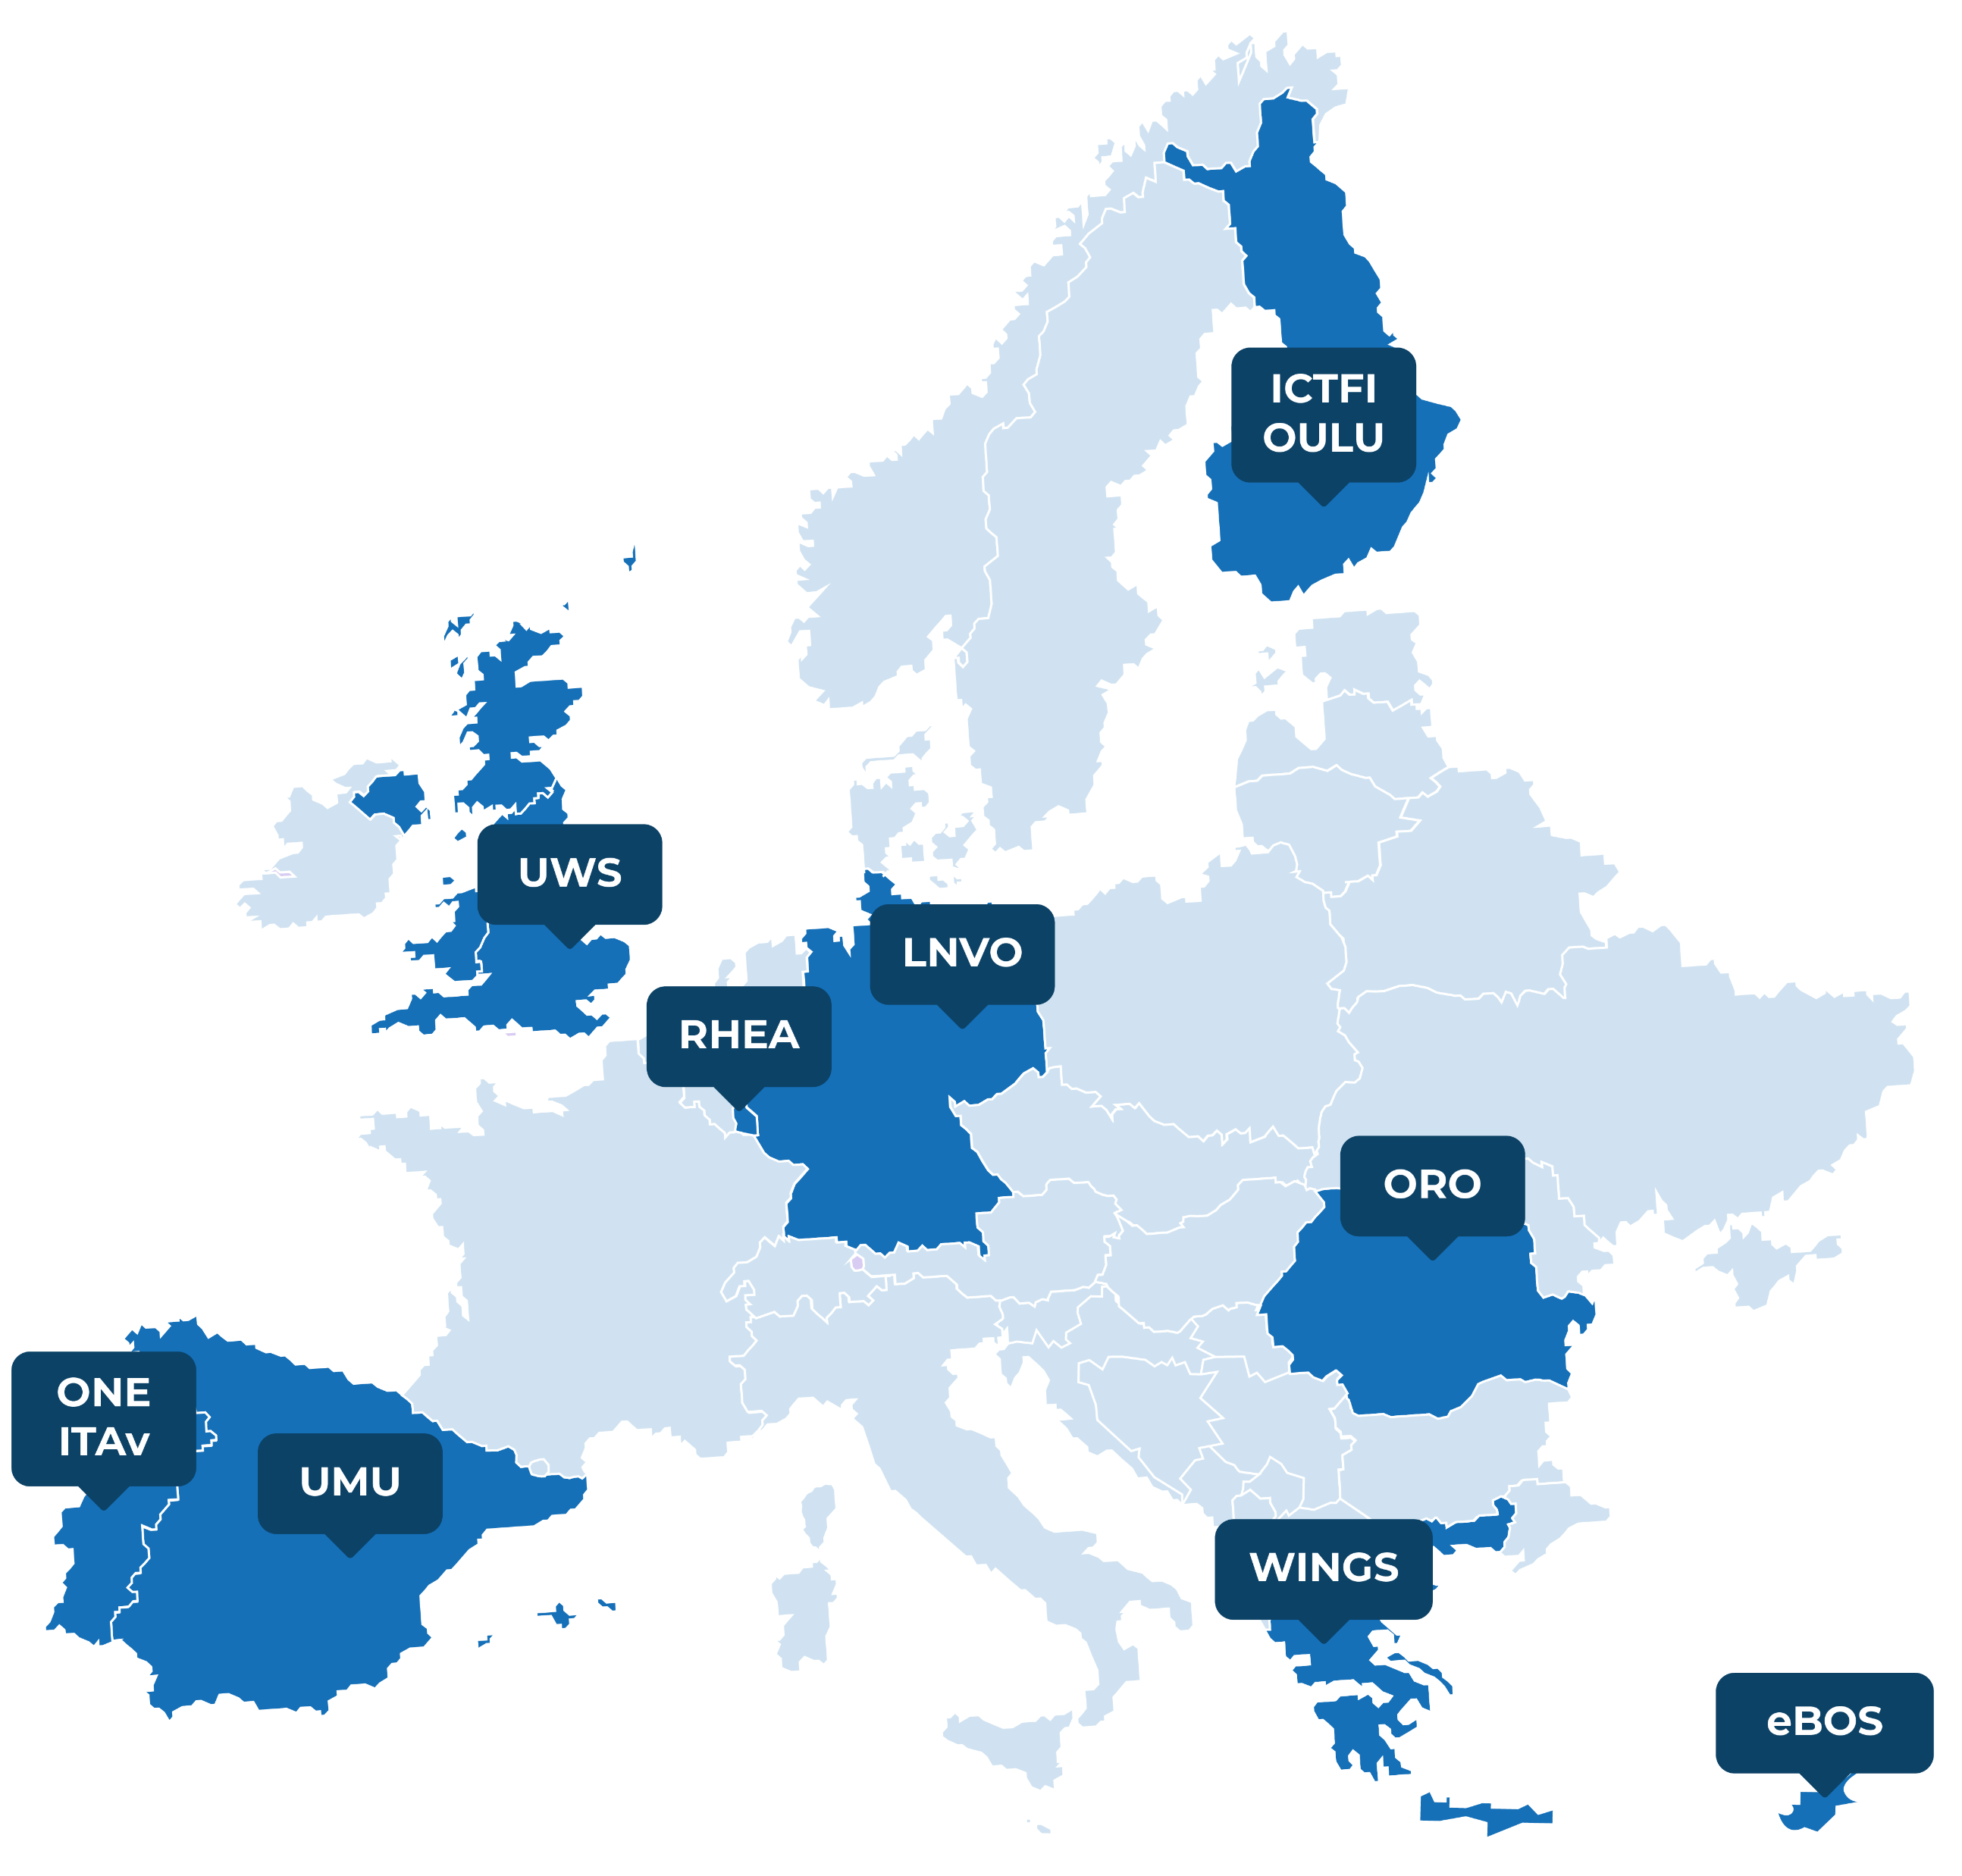 ICTFI
OULU
UWS
LNVO
RHEA
ORO
ONE
ITAv
UMU
WINGS
eBOS